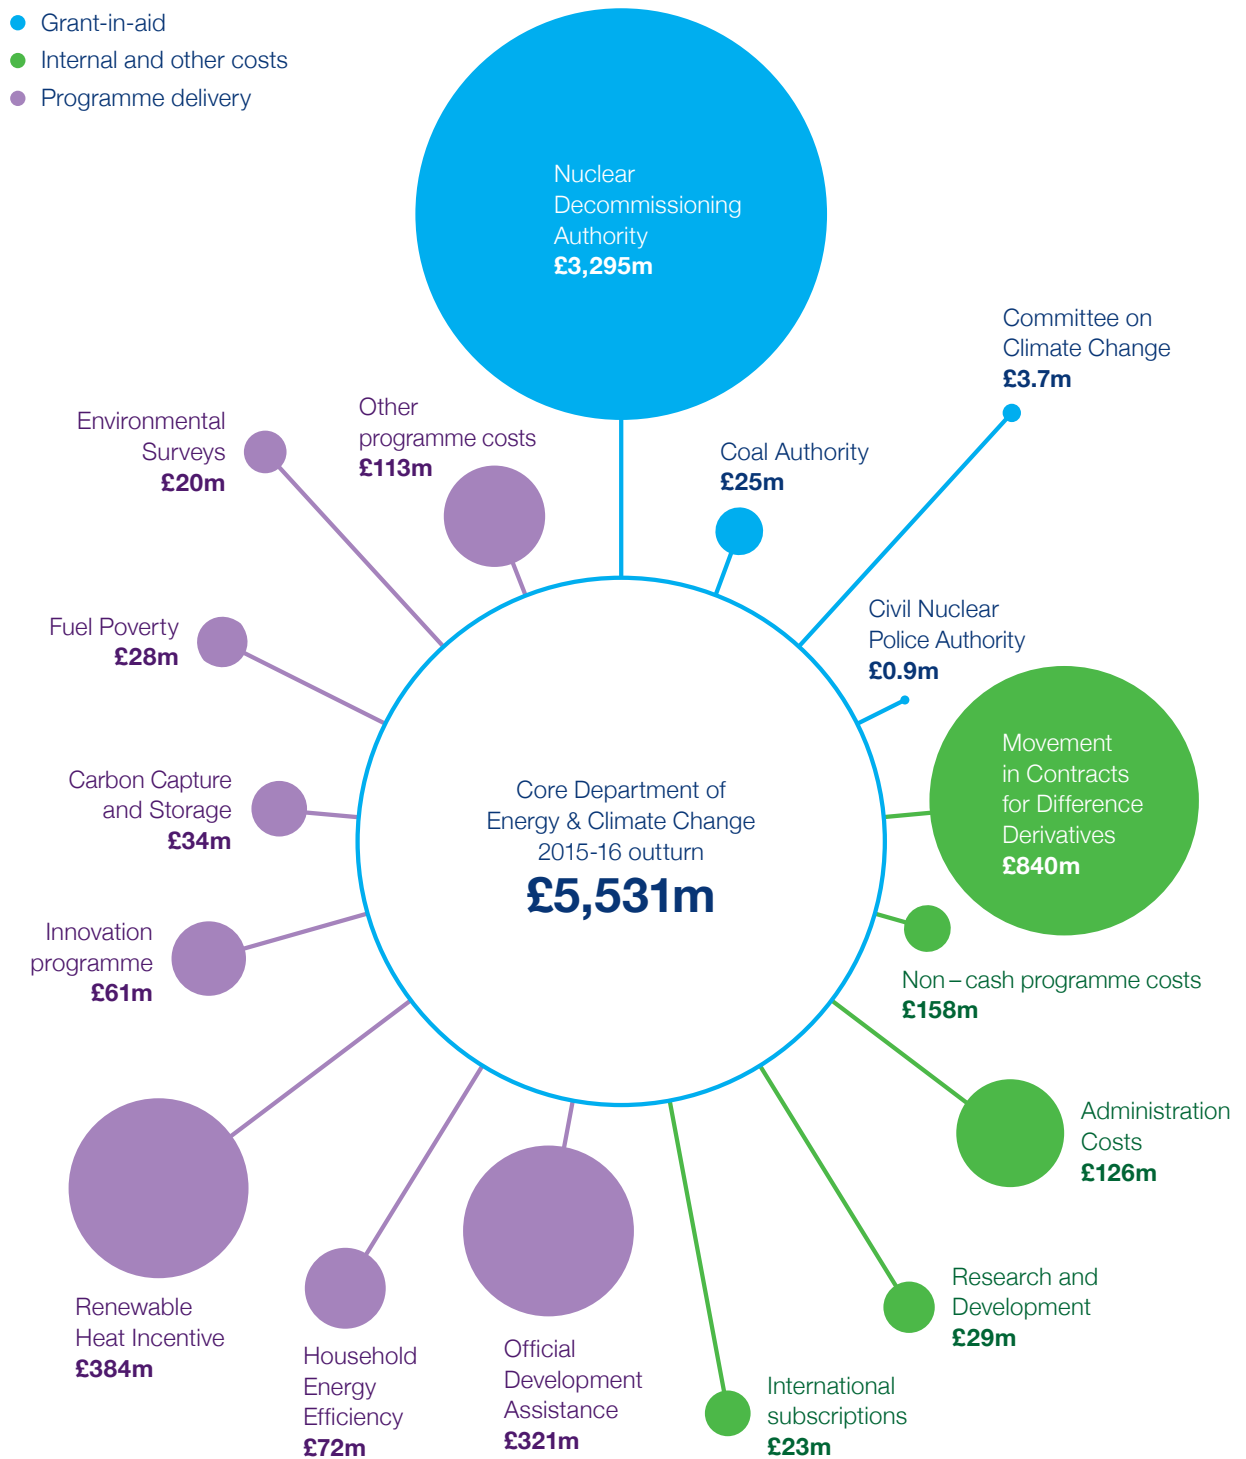 Grant-in-aid
Internal and other costs
Programme delivery
Nuclear
Decommissioning
Authority
£3,295m
Committee on
Climate Change
£3.7m
Environmental
Surveys
£20m
Other
programme costs
£113m
Coal Authority
£25m
Fuel Poverty
£28m
Civil Nuclear
Police Authority
£0.9m
Carbon Capture
and Storage
£34m
Core Department of
Energy & Climate Change
2015-16 outturn
£5,531m
Movement
in Contracts
for Difference
Derivatives
£840m
Innovation
programme
£61m
Non – cash programme costs
£158m
Administration
Costs
£126m
Renewable
Heat Incentive
£384m
Household
Energy
Efficiency
£72m
Official
Development
Assistance
£321m
International
subscriptions
£23m
Research and
Development
£29m